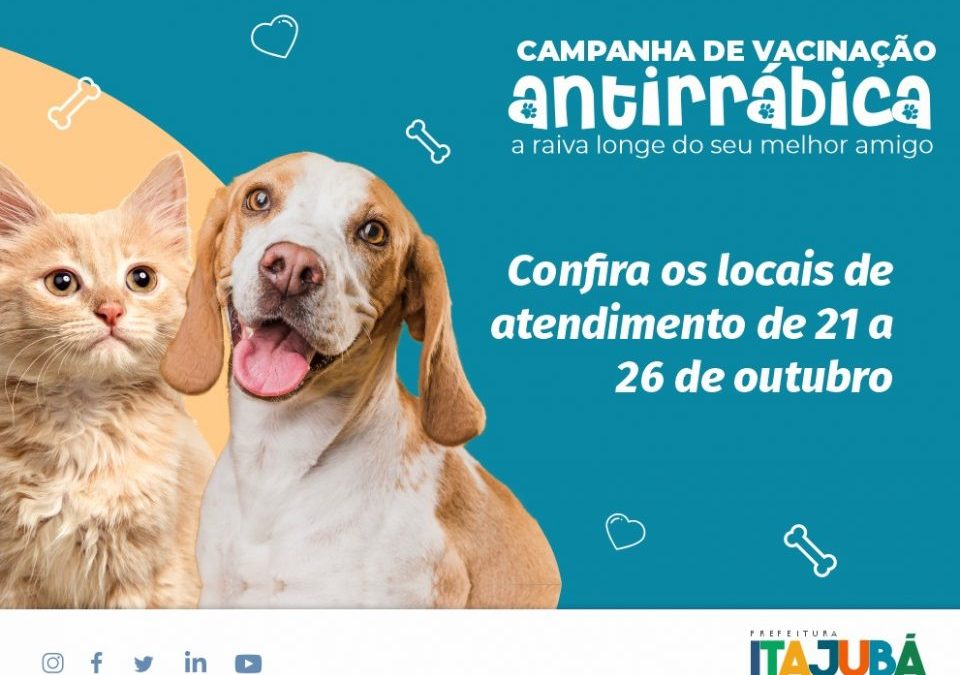 CAMPANHA DE VACINAÇÃO
antirrábica
a raiva longe do seu melhor amigo
Confira os locais de
atendimento de 21 a
26 de outubro
PREFEITURA
ITAJUBÁ